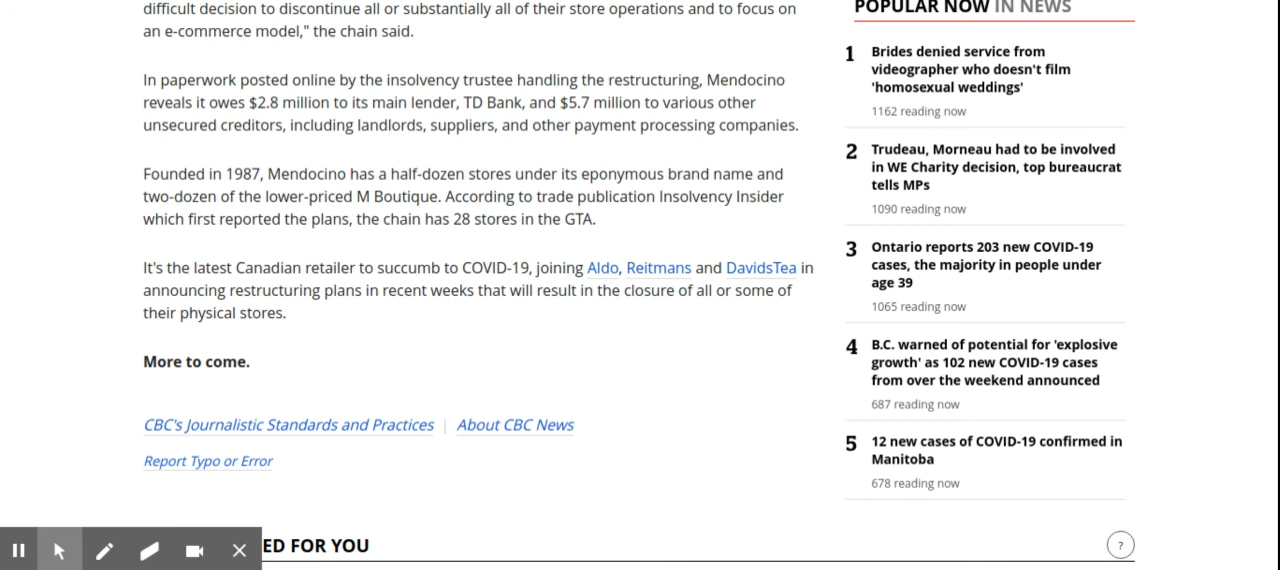 difficult decision to discontinue all or substantially all of their store operations and to focus on
an e-commerce model," the chain said.
In paperwork posted online by the insolvency trustee handling the restructuring, Mendocino
reveals it owes $2.8 million to its main lender, TD Bank, and $5.7 million to various other
unsecured creditors, including landlords, suppliers, and other payment processing companies.
Founded in 1987, Mendocino has a half-dozen stores under its eponymous brand name and
two-dozen of the lower-priced M Boutique. According to trade publication Insolvency Insider
which first reported the plans, the chain has 28 stores in the GTA.
It's the latest Canadian retailer to succumb to COVID-19, joining Aldo, Reitmans and DavidsTea in
announcing restructuring plans in recent weeks that will result in the closure of all or some of
their physical stores.
More to come.
CBC's Journalistic Standards and Practices | About CBC News
Report Typo or Error
POPULAR NOW IN NEWS
1 Brides denied service from
videographer who doesn't film
'homosexual weddings'
1162 reading now
2 Trudeau, Morneau had to be involved
in WE Charity decision, top bureaucrat
tells MPs
1090 reading now
3 Ontario reports 203 new COVID-19
cases, the majority in people under
age 39
1065 reading now
4 B.C. warned of potential for 'explosive
growth' as 102 new COVID-19 cases
from over the weekend announced
687 reading now
5 12 new cases of COVID-19 confirmed in
Manitoba
678 reading now
ED FOR YOU
?